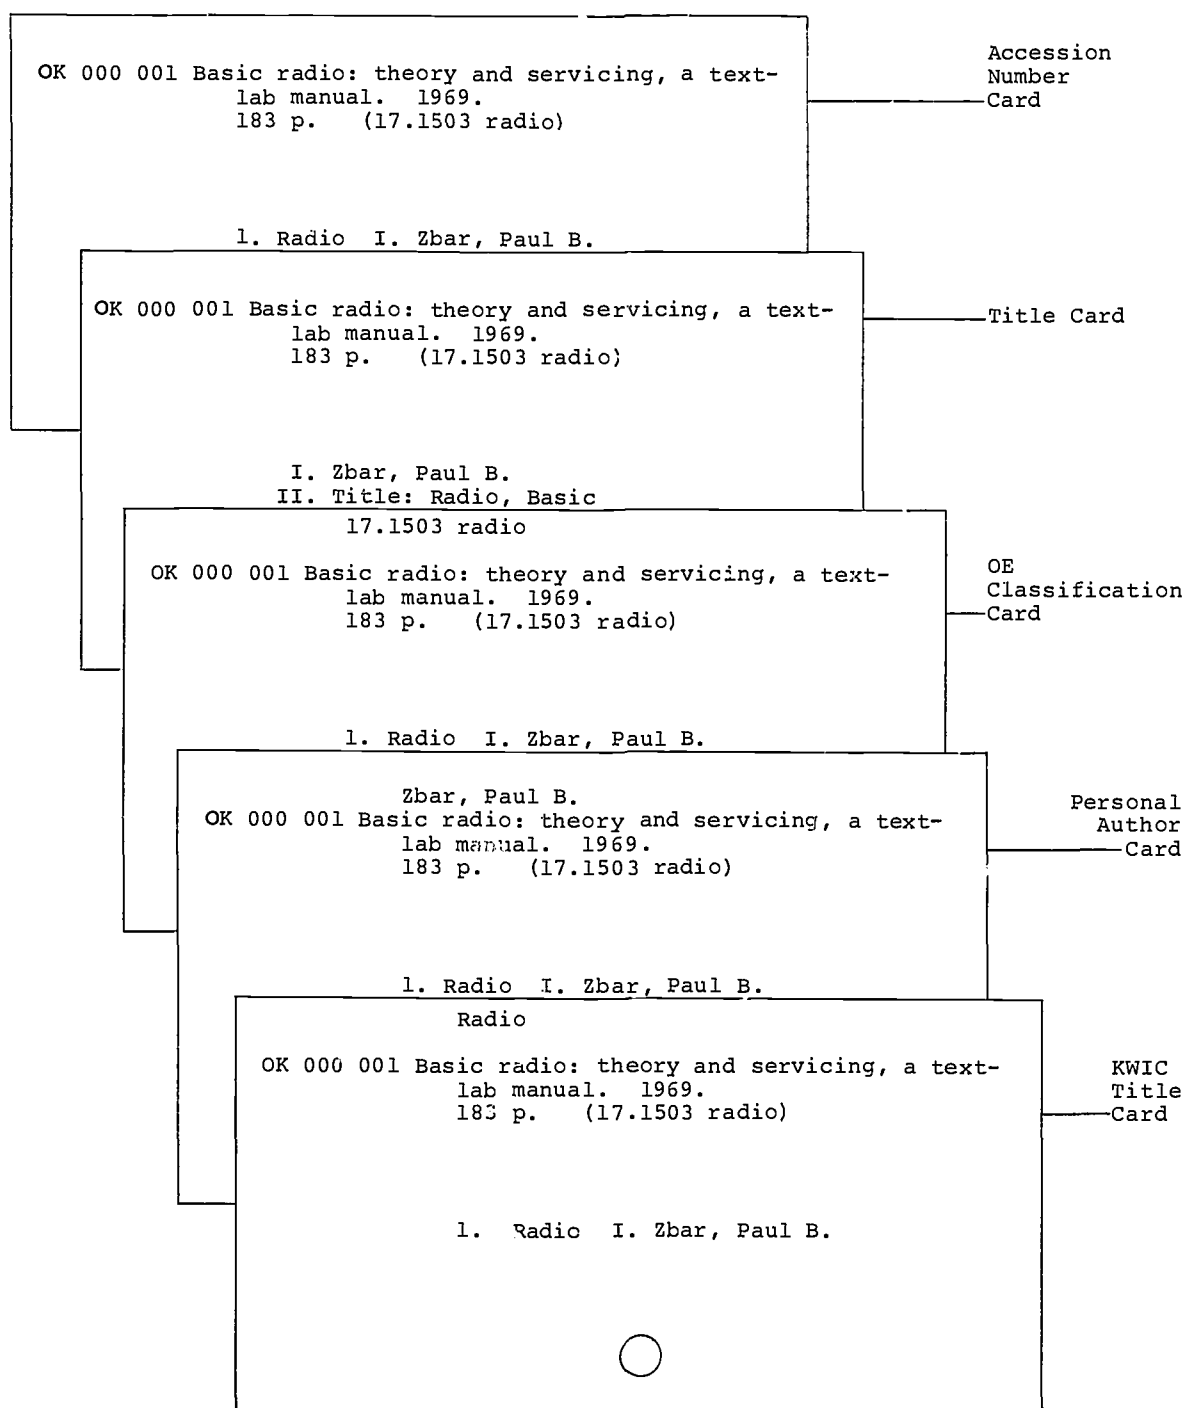 OK 000 001 Basic radio: theory and servicing, a text-
lab manual. 1969.
183 p. (17.1503 radio)
1. Radio I. Zbar, Paul B.
Accession
Number
Card
OK 000 001 Basic radio: theory and servicing, a text-
lab manual. 1969.
183 p. (17.1503 radio)
I. Zbar, Paul B.
II. Title: Radio, Basic
Title Card
17.1503 radio
OK 000 001 Basic radio: theory and servicing, a text-
lab manual. 1969.
183 p. (17.1503 radio)
1. Radio I. Zbar, Paul B.
OE
Classification
Card
Zbar, Paul B.
OK 000 001 Basic radio: theory and servicing, a text-
lab manual. 1969.
183 p. (17.1503 radio)
1. Radio I. Zbar, Paul B.
Personal
Author
Card
Radio
OK 000 001 Basic radio: theory and servicing, a text-
lab manual. 1969.
183 p. (17.1503 radio)
1. Radio I. Zbar, Paul B.
KWIC
Title
Card